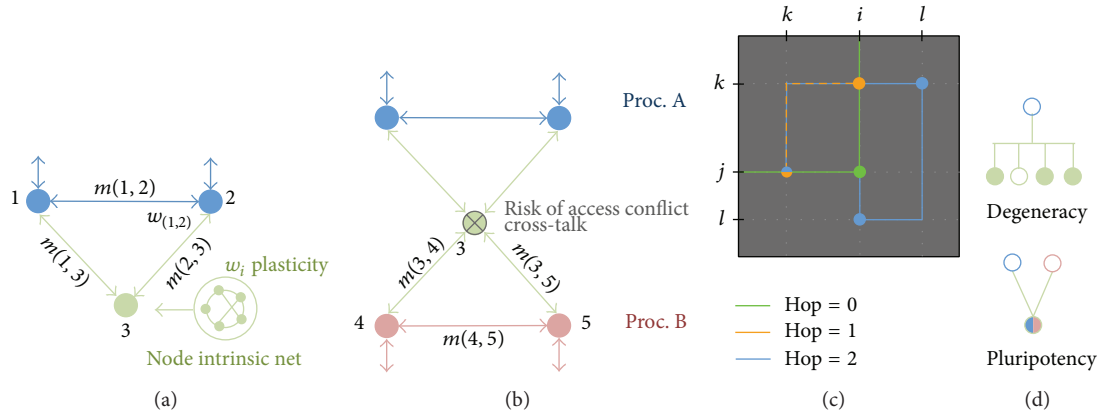 1
m(1, 2)
2
w(1,2)
m(1, 3)
m(2, 3)
wi plasticity
3
Node intrinsic net
(a)
Proc. A
Risk of access conflict
cross-talk
3
m(3, 4)
m(3, 5)
4
5
Proc. B
m(4, 5)
(b)
k i l
k
j
l
Hop = 0
Hop = 1
Hop = 2
(c)
Degeneracy
Pluripotency
(d)